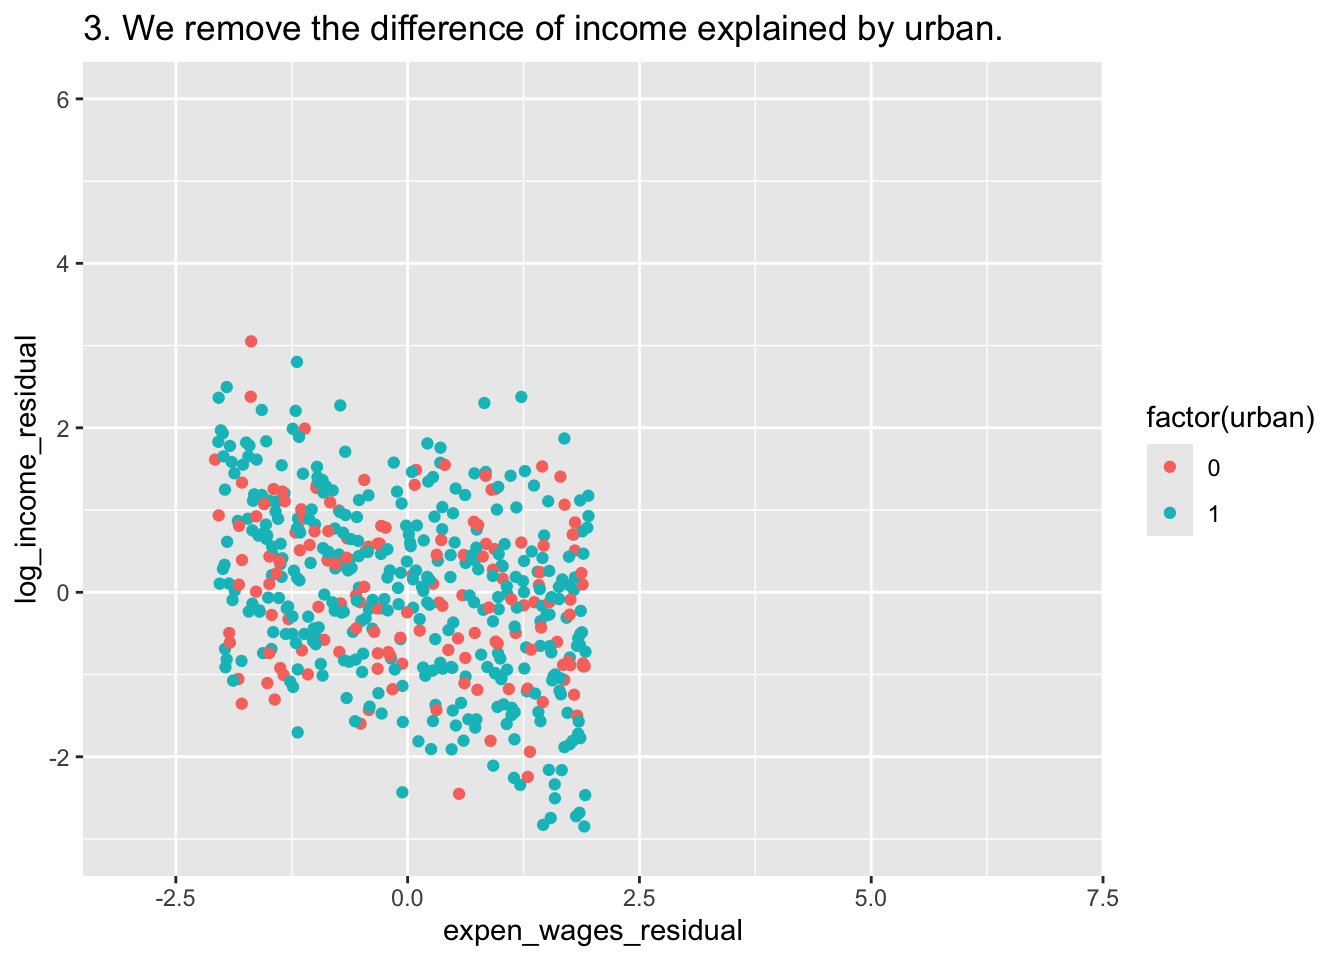 3. We remove the difference of income explained by urban.
6
4
2
0
-2
log_income_residual
-2.5 0.0 2.5 5.0 7.5
expen_wages_residual
factor(urban)
0
1